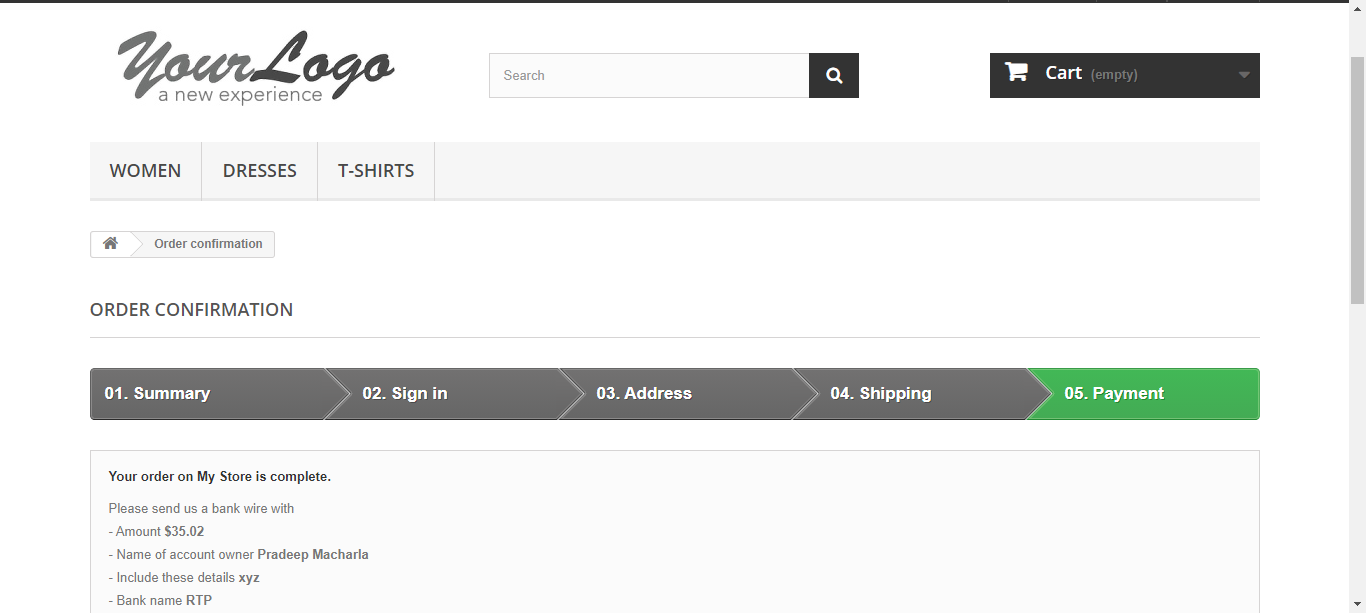 YourLogo
a new experience
Search
Cart (empty)
WOMEN DRESSES T-SHIRTS
Order confirmation
ORDER CONFIRMATION
01. Summary 02. Sign in 03. Address 04. Shipping 05. Payment
Your order on My Store is complete.
Please send us a bank wire with
- Amount $35.02
- Name of account owner Pradeep Macharla
- Include these details xyz
- Bank name RTP